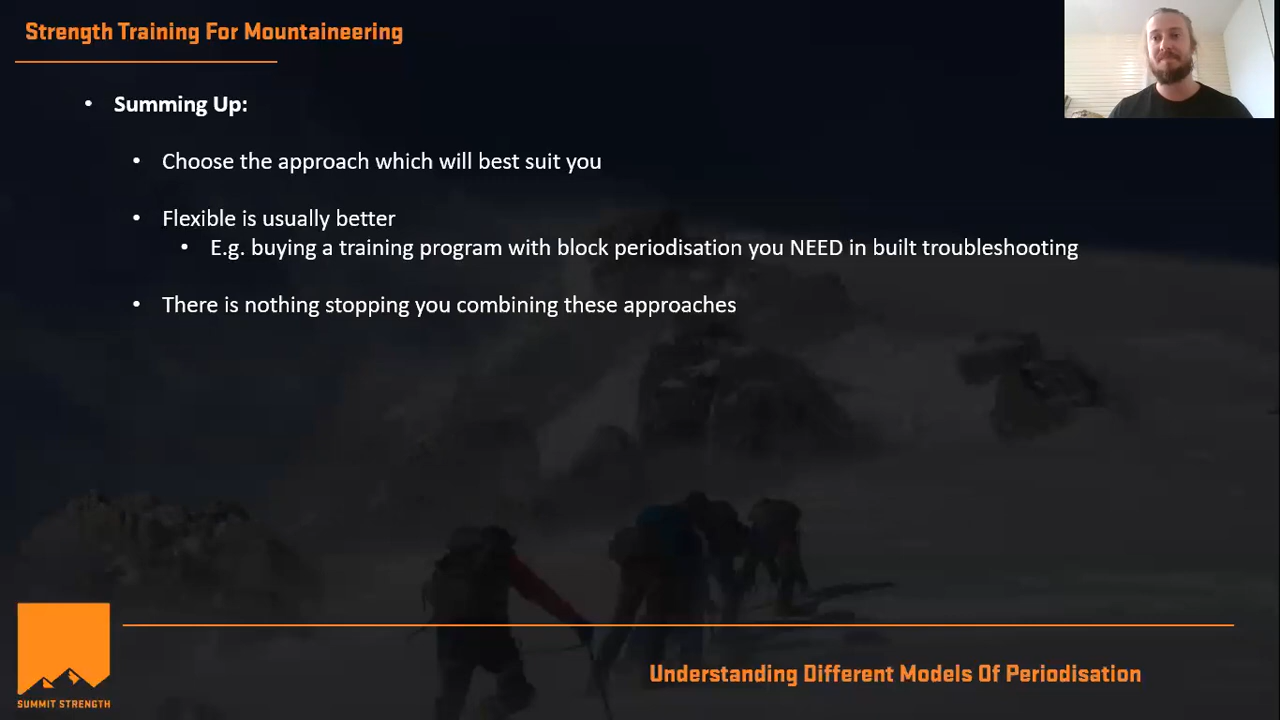 Strength Training For Mountaineering
• Summing Up:
• Choose the approach which will best suit you
• Flexible is usually better
• E.g. buying a training program with block periodisation you NEED in built troubleshooting
• There is nothing stopping you combining these approaches
SUMMIT STRENGTH
Understanding Different Models Of Periodisation